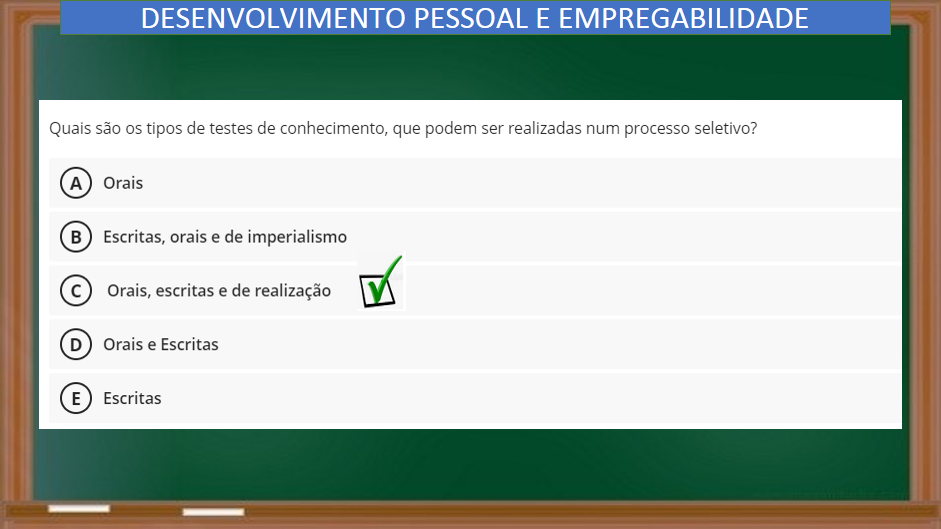 DESENVOLVIMENTO PESSOAL E EMPREGABILIDADE
Quais são os tipos de testes de conhecimento, que podem ser realizadas num processo seletivo?
A Orais
B Escritas, orais e de imperialismo
C Orais, escritas e de realização
D Orais e Escritas
E Escritas